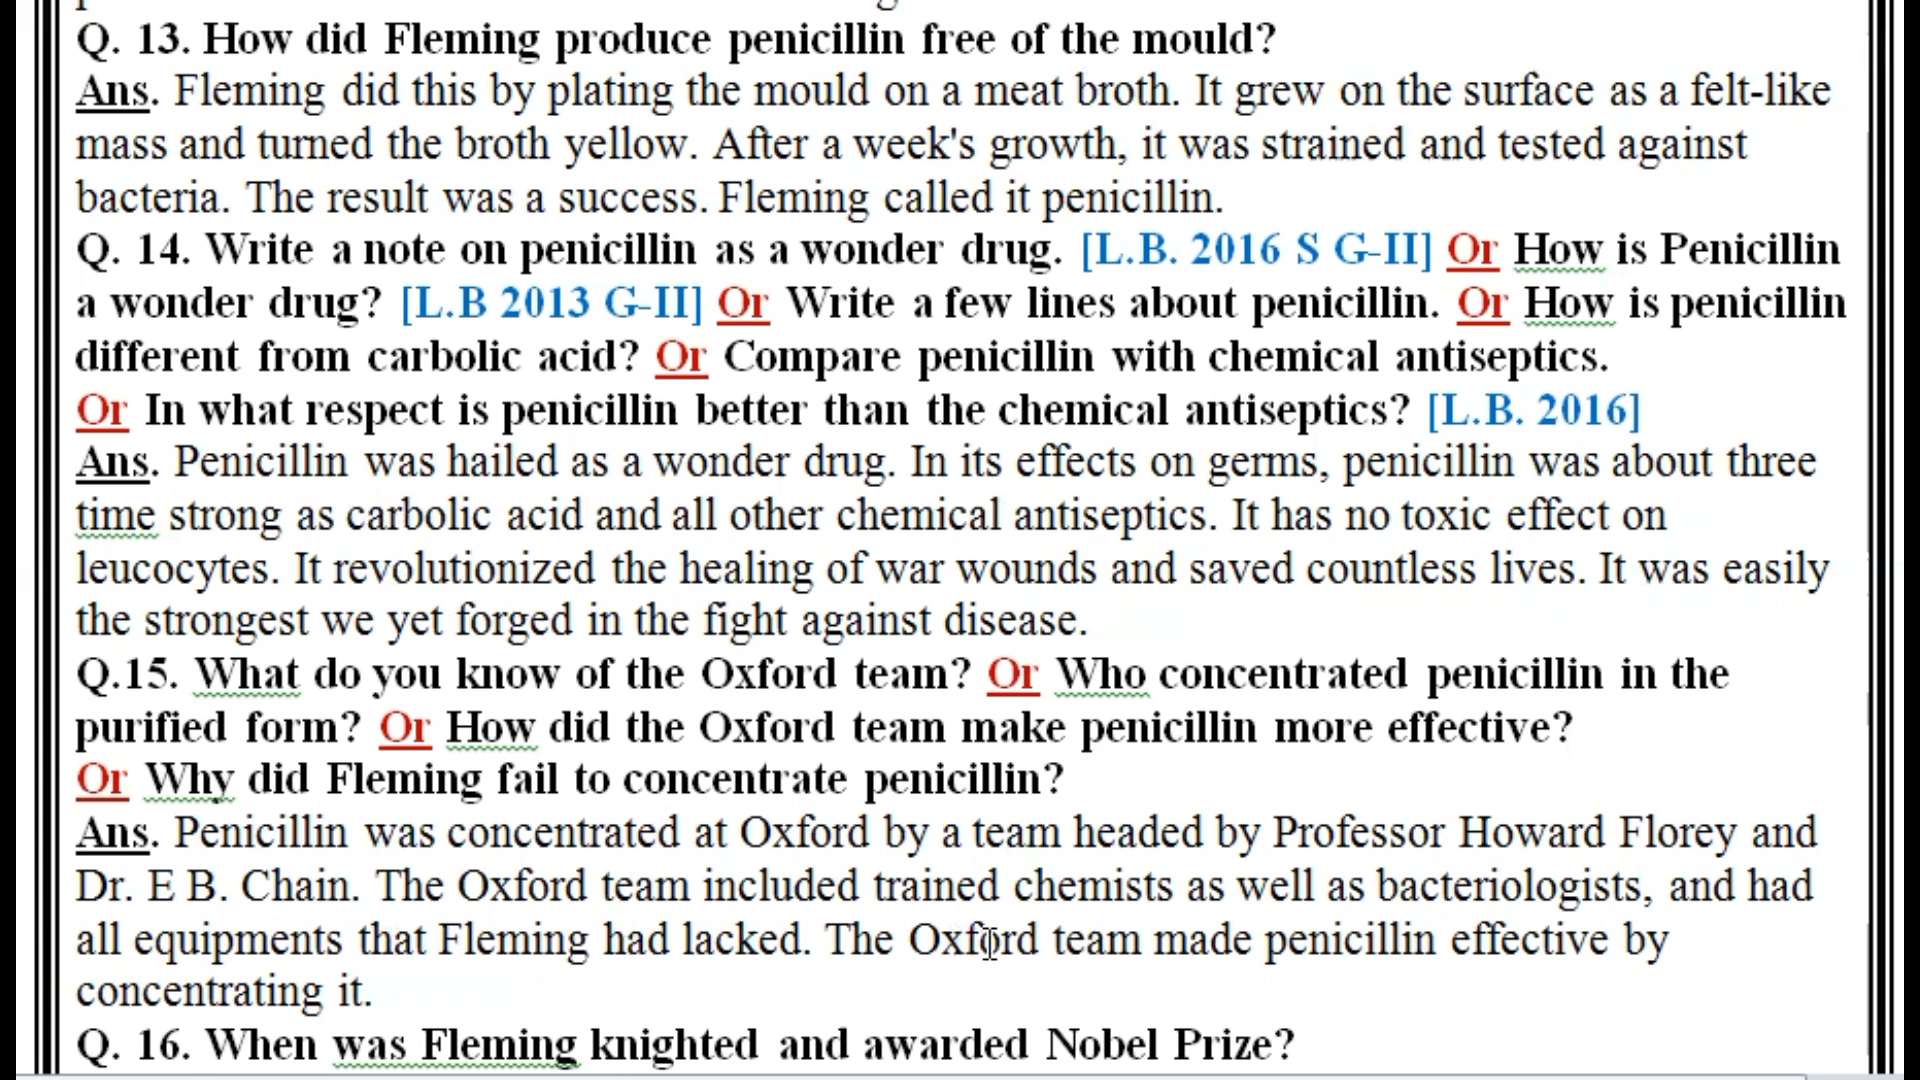 Q. 13. How did Fleming produce penicillin free of the mould?
Ans. Fleming did this by plating the mould on a meat broth. It grew on the surface as a felt-like
mass and turned the broth yellow. After a week's growth, it was strained and tested against
bacteria. The result was a success. Fleming called it penicillin.
Q. 14. Write a note on penicillin as a wonder drug. [L.B. 2016 S G-II] Or How is Penicillin
a wonder drug? [L.B 2013 G-II] Or Write a few lines about penicillin. Or How is penicillin
different from carbolic acid? Or Compare penicillin with chemical antiseptics.
Or In what respect is penicillin better than the chemical antiseptics? [L.B. 2016]
Ans. Penicillin was hailed as a wonder drug. In its effects on germs, penicillin was about three
time strong as carbolic acid and all other chemical antiseptics. It has no toxic effect on
leucocytes. It revolutionized the healing of war wounds and saved countless lives. It was easily
the strongest we yet forged in the fight against disease.
Q.15. What do you know of the Oxford team? Or Who concentrated penicillin in the
purified form? Or How did the Oxford team make penicillin more effective?
Or Why did Fleming fail to concentrate penicillin?
Ans. Penicillin was concentrated at Oxford by a team headed by Professor Howard Florey and
Dr. E B. Chain. The Oxford team included trained chemists as well as bacteriologists, and had
all equipments that Fleming had lacked. The Oxford team made penicillin effective by
concentrating it.
Q. 16. When was Fleming knighted and awarded Nobel Prize?